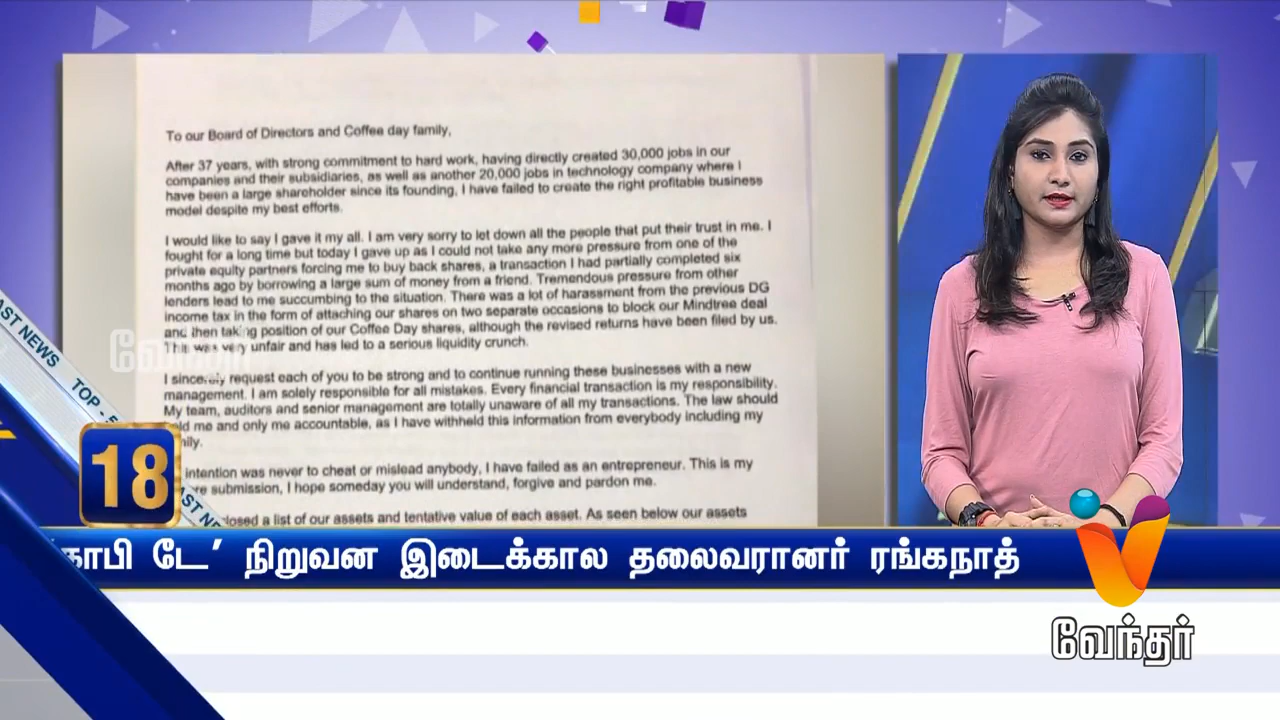 To our Board of Directors and Coffee day family,
After 37 years, with strong commitment to hard work, having directly created 30,000 jobs in our
companies and their subsidiaries, as well as another 20,000 jobs in technology company where I
have been a large shareholder since its founding, I have failed to create the right profitable business
model despite my best efforts.
I would like to say I gave it my all. I am very sorry to let down all the people that put their trust in me. I
fought for a long time but today I gave up as I could not take any more pressure from one of the
private equity partners forcing me to buy back shares, a transaction I had partially completed six
months ago by borrowing a large sum of money from a friend. Tremendous pressure from other
lenders lead to me succumbing to the situation. There was a lot of harassment from the previous DG
income tax in the form of attaching our shares on two separate occasions to block our Mindtree deal
and then taking position of our Coffee Day shares, although the revised returns have been filed by us.
This was very unfair and has led to a serious liquidity crunch.
வேந்தர்
I sincerely request each of you to be strong and to continue running these businesses with a new
management. I am solely responsible for all mistakes. Every financial transaction is my responsibility.
My team, auditors and senior management are totally unaware of all my transactions. The law should
me and only me accountable, as I have withheld this information from everybody including my
intention was never to cheat or mislead anybody, I have failed as an entrepreneur. This is my
submission, I hope someday you will understand, forgive and pardon me.
a list of our assets and tentative value of each asset. As seen below our assets
AST NEWS TOP - 5
18
AST NE
டே' நிறுவன இடைக்கால தலைவரானர் ரங்கநாத்
வேந்தர்